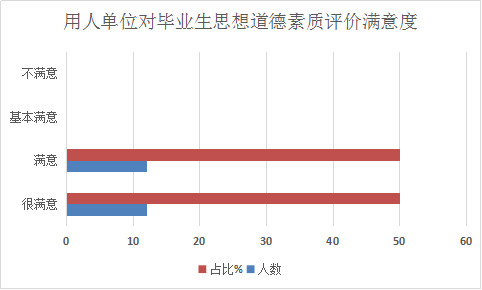 用人单位对毕业生思想道德素质评价满意度
不满意
基本满意
满意
很满意
0 10 20 30 40 50 60
占比% 人数